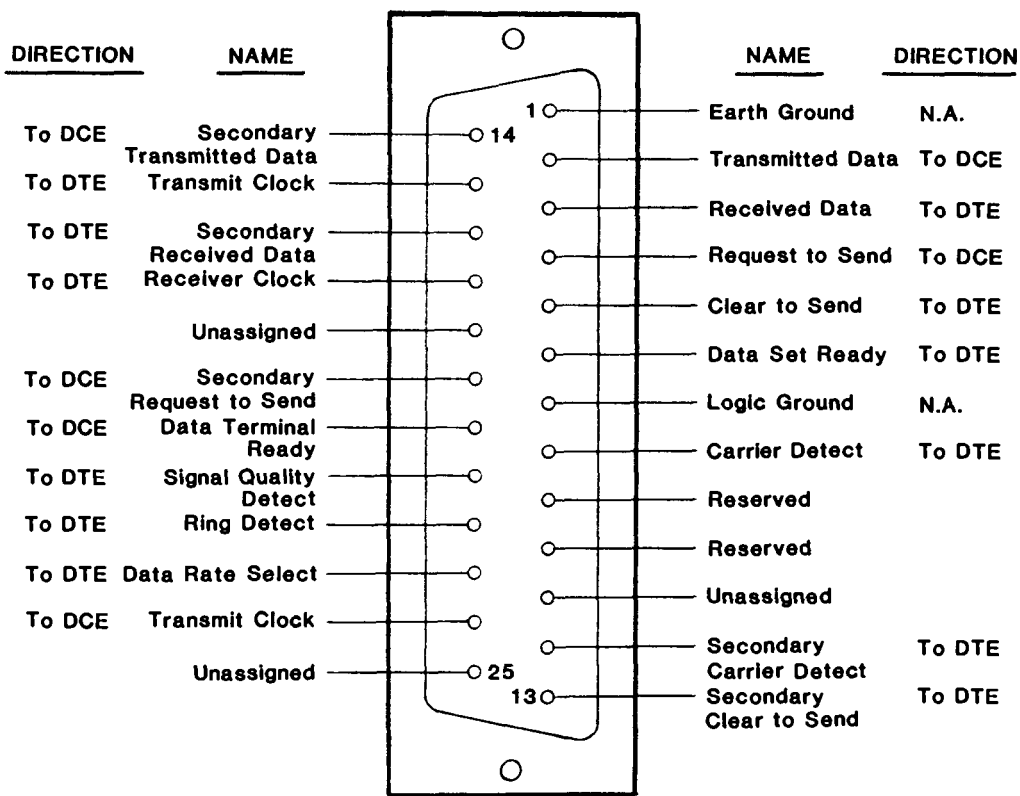 DIRECTION NAME
To DCE Secondary
Transmitted Data
To DTE Transmit Clock
To DTE Secondary
Received Data
To DTE Receiver Clock
Unassigned
To DCE Secondary
Request to Send
To DCE Data Terminal
Ready
To DTE Signal Quality
Detect
To DTE Ring Detect
To DTE Data Rate Select
To DCE Transmit Clock
Unassigned
14
25
1
13
NAME DIRECTION
Earth Ground N.A.
Transmitted Data To DCE
Received Data To DTE
Request to Send To DCE
Clear to Send To DTE
Data Set Ready To DTE
Logic Ground N.A.
Carrier Detect To DTE
Reserved
Reserved
Unassigned
Secondary To DTE
Carrier Detect
Secondary To DTE
Clear to Send